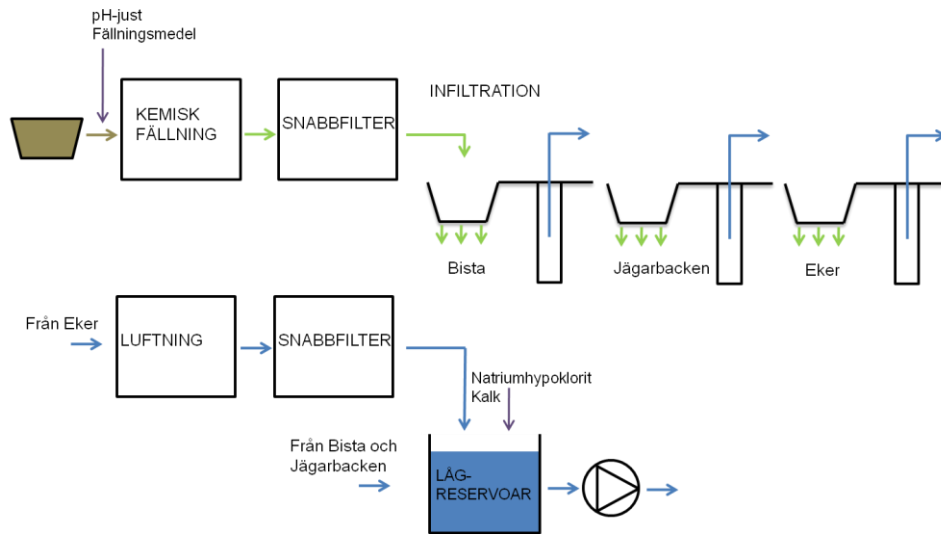 pH-just
Fällningsmedel
KEMISK
FÄLLNING
SNABBFILTER
INFILTRATION
Bista
Jägarbacken
Eker
Från Eker
LUFTNING
SNABBFILTER
Natriumhypoklorit
Kalk
Från Bista och
Jägarbacken
LÅG-
RESERVOAR